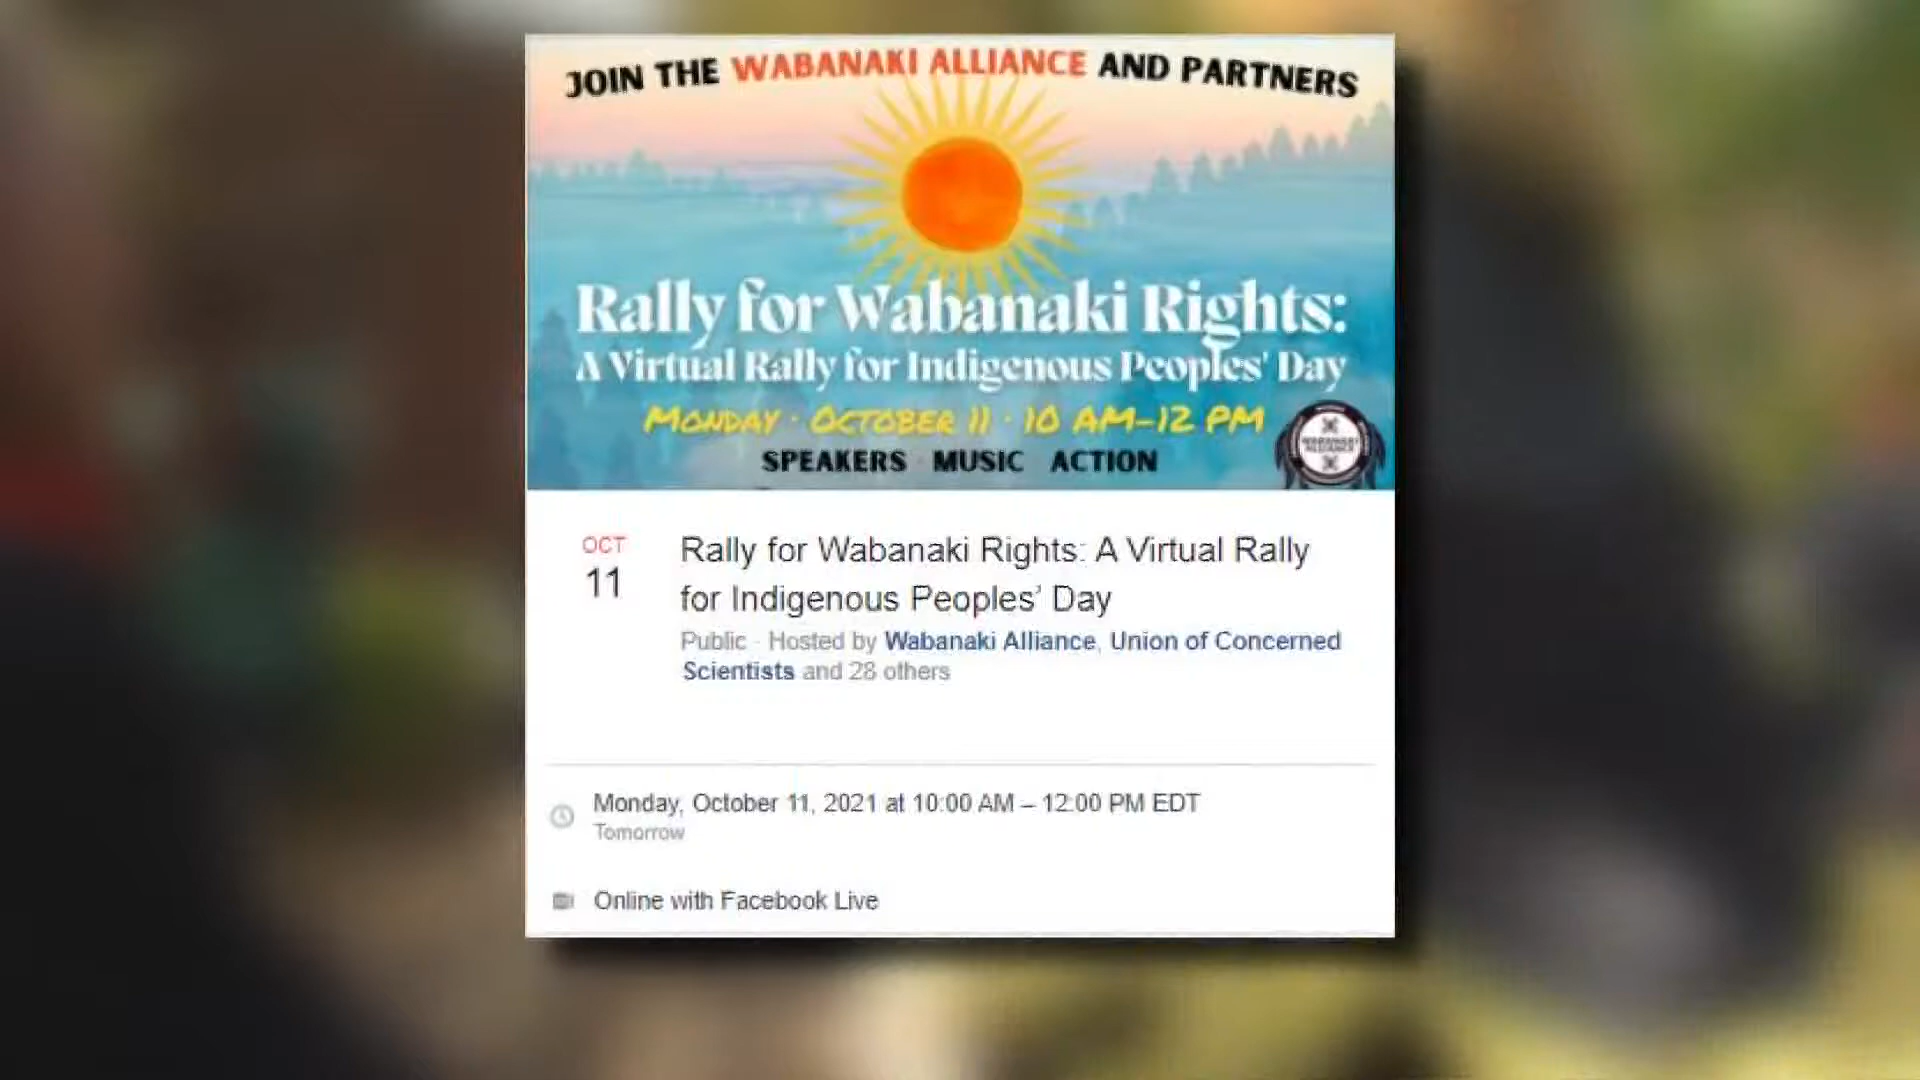 JOIN THE WABANAKI ALLIANCE AND PARTNERS
Rally for Wabanaki Rights:
A Virtual Rally for Indigenous Peoples' Day
MONDAY · OCTOBER 11 · 10 AM-12 PM
SPEAKERS MUSIC ACTION
WABANAKI
ALLIANCE
OCT
11
Rally for Wabanaki Rights: A Virtual Rally
for Indigenous Peoples' Day
Public · Hosted by Wabanaki Alliance, Union of Concerned
Scientists and 28 others
Monday, October 11, 2021 at 10:00 AM – 12:00 PM EDT
Tomorrow
Online with Facebook Live